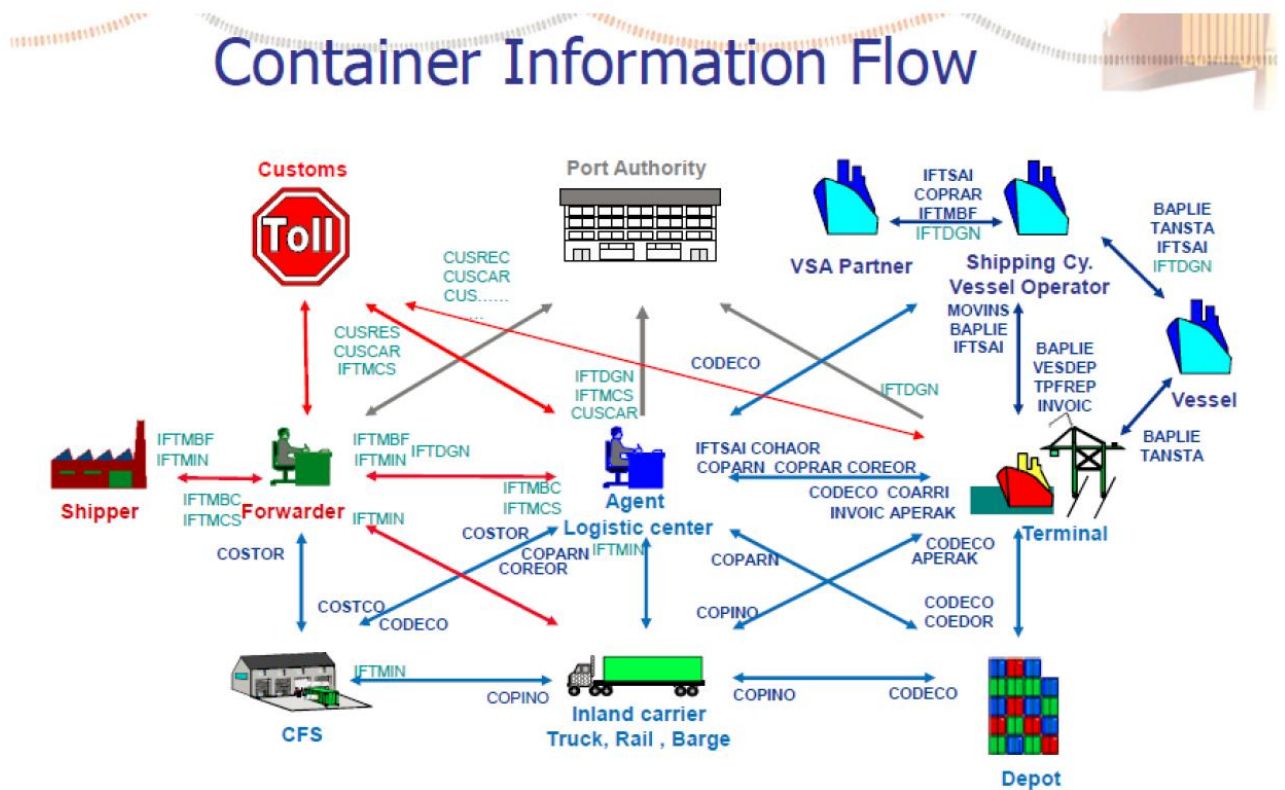 Container Information Flow
Customs
Toll
Port Authority
CUSREC
CUSCAR
CUS......
.....
CUSRES
CUSCAR
IFTMCS
IFTDGN
IFTMCS
CUSCAR
CODECO
IFTDGN
VSA Partner
IFTSAI
COPRAR
IFTMBF
IFTDGN
Shipping Cy.
Vessel Operator
BAPLIE
TANSTA
IFTSAI
IFTDGN
MOVINS
BAPLIE
IFTSAI
BAPLIE
VESDEP
TPFREP
INVOIC
Vessel
BAPLIE
TANSTA
Shipper
IFTMBF
IFTMIN
IFTMBC
IFTMCS
Forwarder
IFTMBF
IFTMIN
IFTDGN
IFTMBC
IFTMCS
Agent
Logistic center
IFTSAI COHAOR
COPARN COPRAR COREOR
CODECO COARRI
INVOIC APERAK
Terminal
IFTMIN
COSTOR
COSTOR
COPARN
COREOR
IFTMIN
COPARN
CODECO
APERAK
COSTCO
CODECO
COPINO
CODECO
COEDOR
CFS
IFTMIN
COPINO
Inland carrier
Truck, Rail , Barge
COPINO
CODECO
Depot